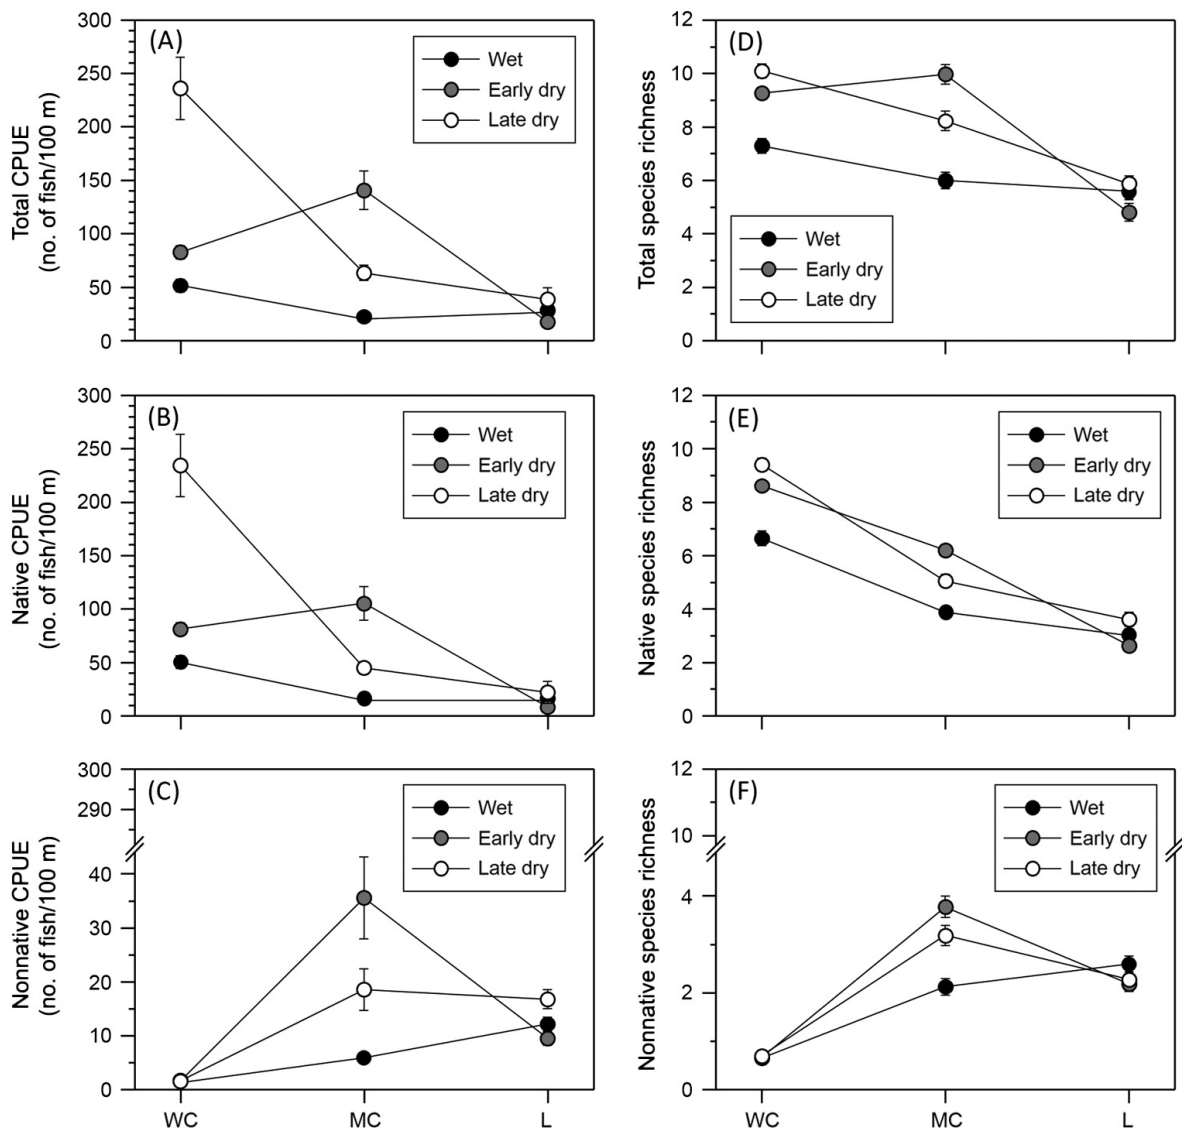 (A)
Total CPUE
(no. of fish/100 m)
300
250
200
150
100
50
0
Wet
Early dry
Late dry
(D)
Total species richness
12
10
8
6
4
2
0
Wet
Early dry
Late dry
(B)
Native CPUE
(no. of fish/100 m)
300
250
200
150
100
50
0
Wet
Early dry
Late dry
(E)
Native species richness
12
10
8
6
4
2
0
Wet
Early dry
Late dry
(C)
Nonnative CPUE
(no. of fish/100 m)
300
290
40
30
20
10
0
Wet
Early dry
Late dry
WC
MC
L
(F)
Nonnative species richness
12
10
4
2
0
Wet
Early dry
Late dry
WC
MC
L